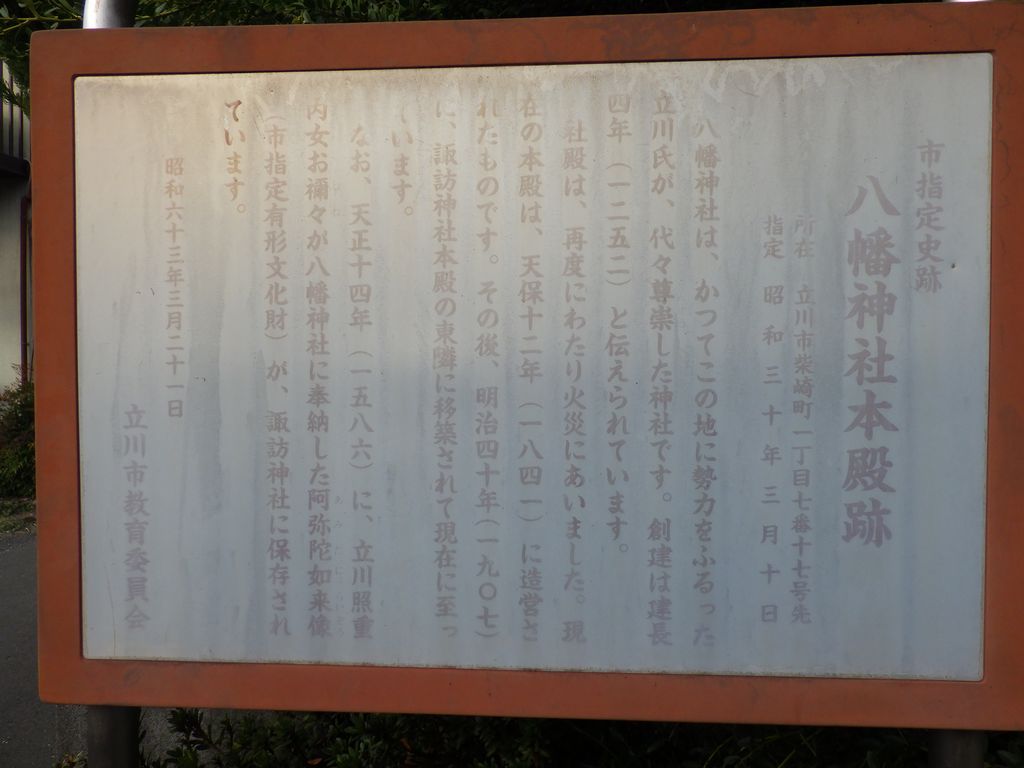 市指定史跡
八幡神社本殿跡
所在 立川市柴崎町一丁目七番十七号先
指定 昭和三十年三月十日
八幡神社は、かつてこの地に勢力をふるった
立川氏が、代々尊崇した神社です。創建は建長
四年（一二五二）と伝えられています。
社殿は、再度にわたり火災にあいました。現
在の本殿は、天保十二年（一八四一）に造営さ
れたものです。その後、明治四十年（一九〇七）
に、諏訪神社本殿の東隣に移築されて現在に至っ
ています。
なお、天正十四年（一五八六）に、立川照重
内女お禰々が八幡神社に奉納した阿弥陀如来像
（市指定有形文化財）が、諏訪神社に保存され
ています。
昭和六十三年三月二十一日
立川市教育委員会